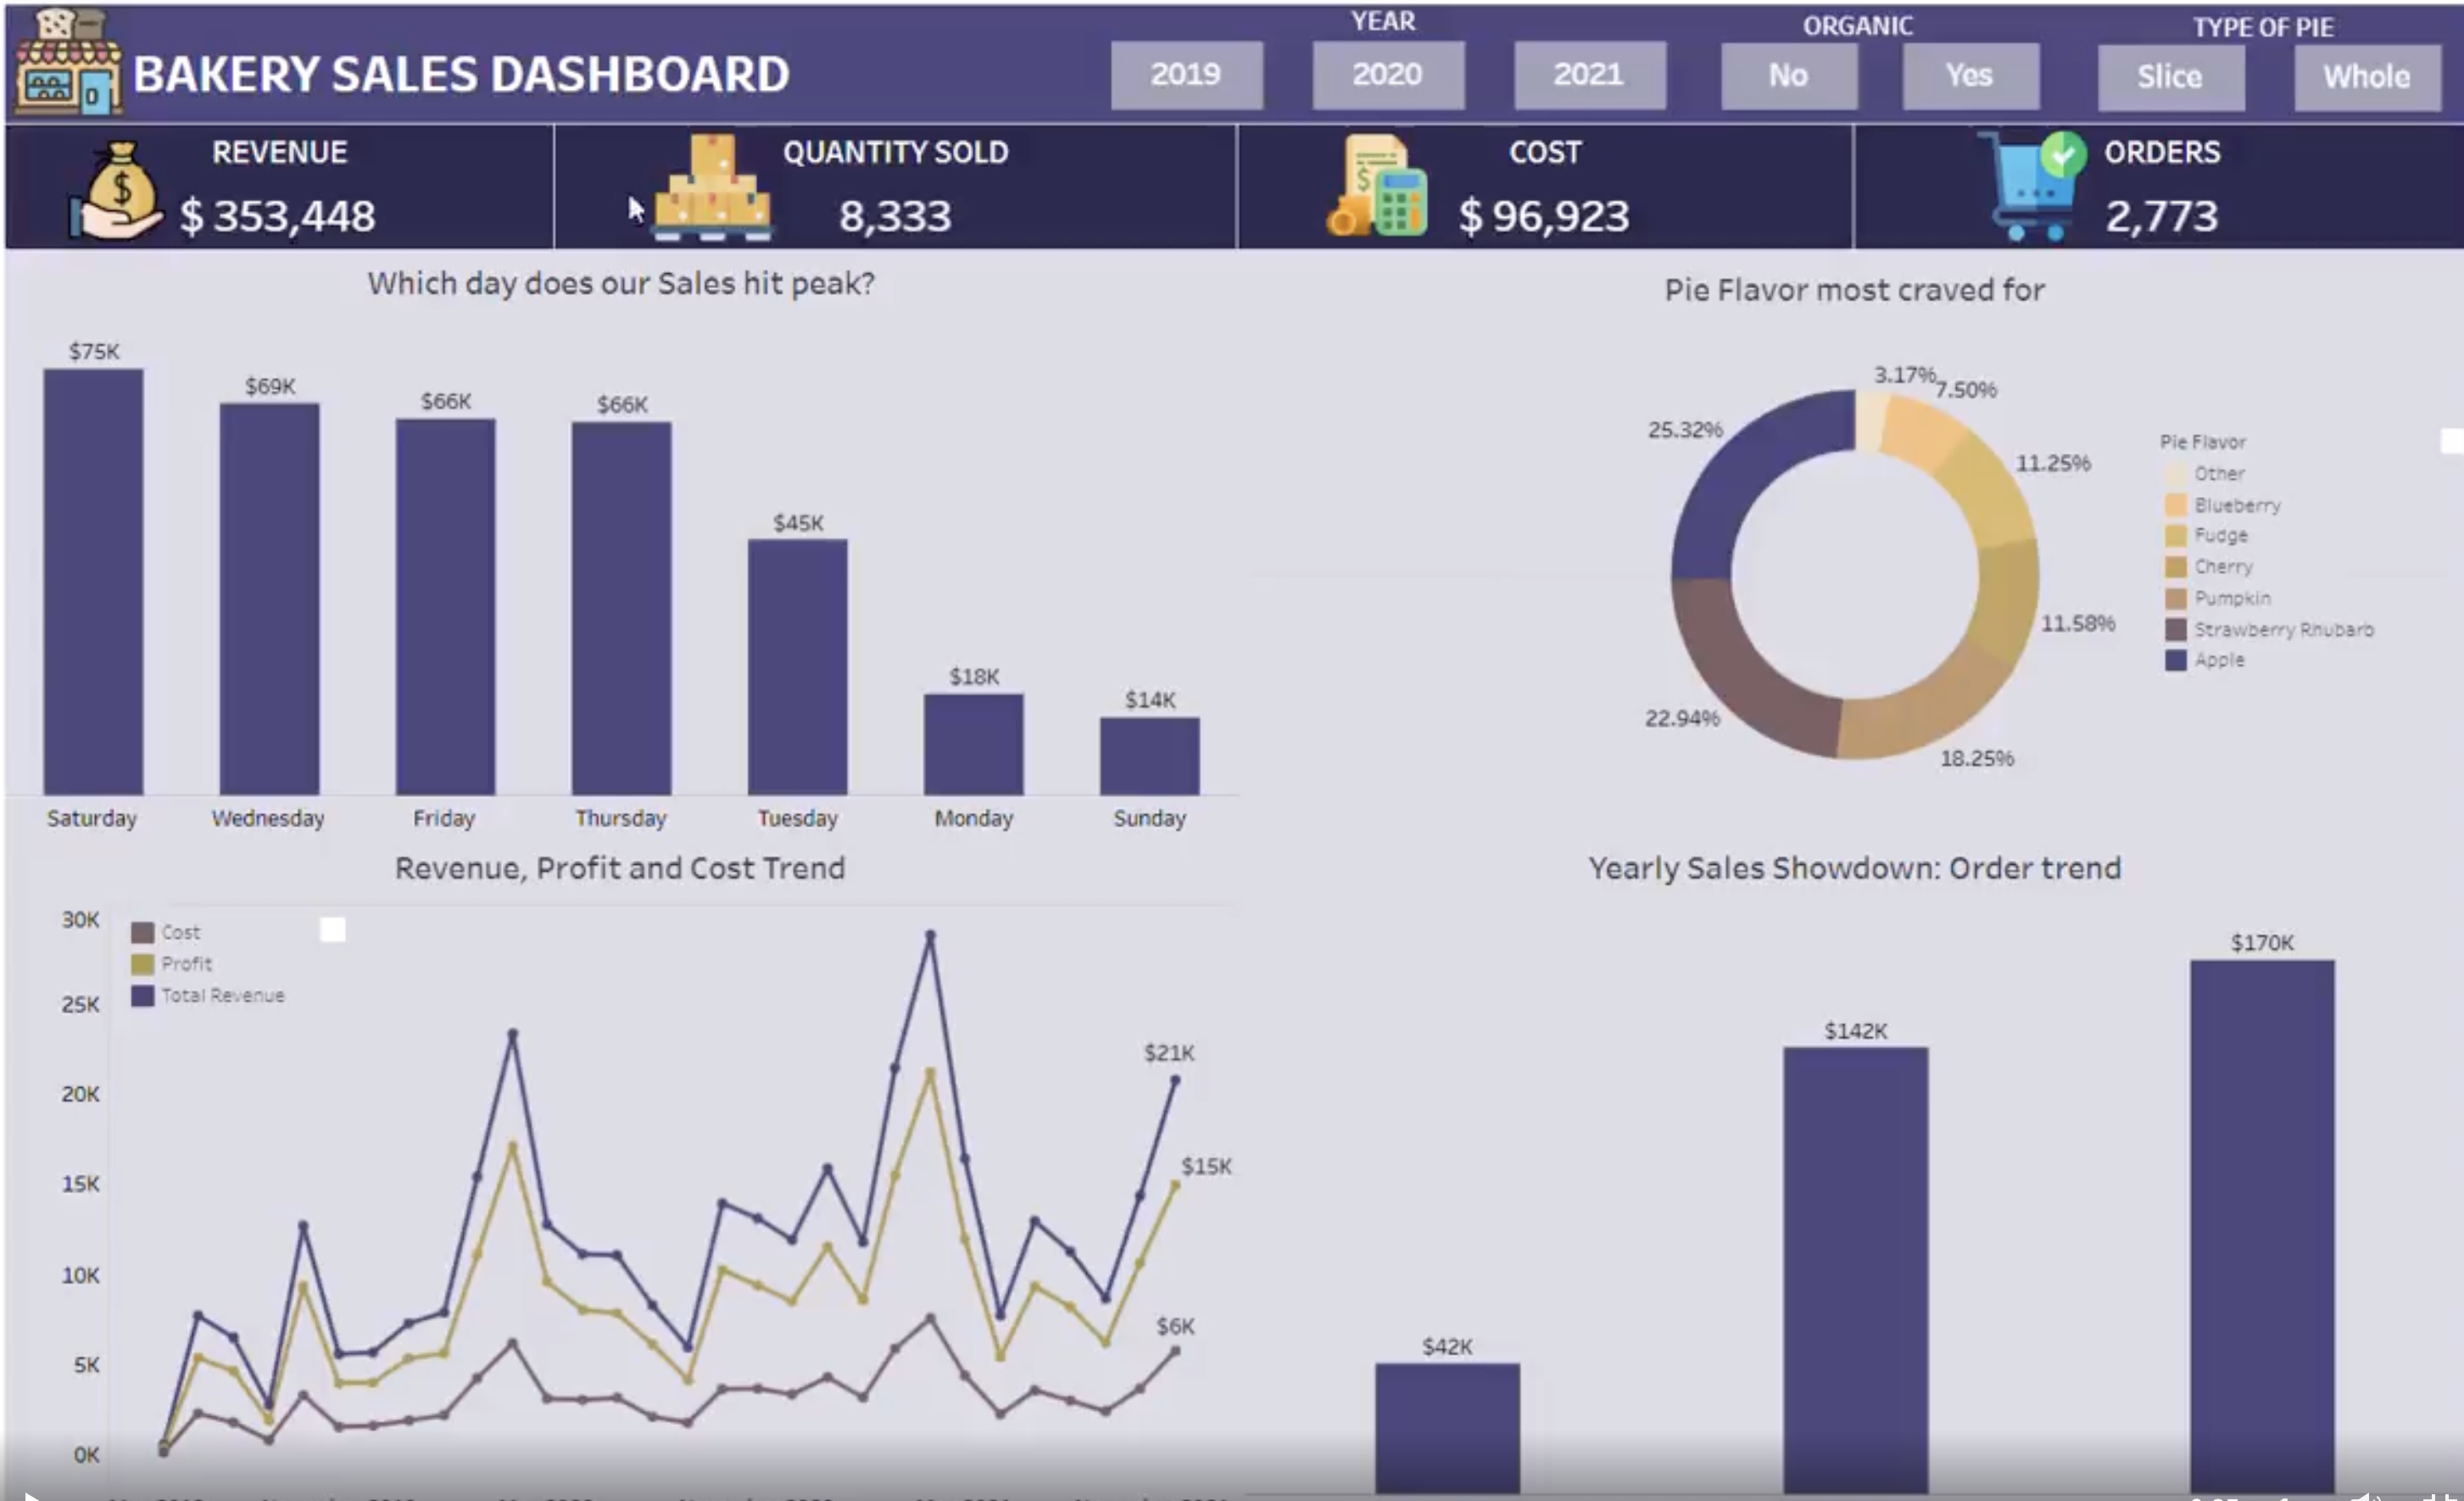 YEAR
ORGANIC
TYPE OF PIE
BAKERY SALES DASHBOARD
2019
2020
2021
No
Yes
Slice
Whole
REVENUE
$ 353,448
QUANTITY SOLD
8,333
COST
$ 96,923
ORDERS
2,773
Which day does our Sales hit peak?
$75K
$69K
$66K
$66K
$45K
$18K
$14K
Saturday
Wednesday
Friday
Thursday
Tuesday
Monday
Sunday
Pie Flavor most craved for
3.17%
7.50%
11.25%
11.58%
18.25%
22.94%
25.32%
Pie Flavor
Other
Blueberry
Fudge
Cherry
Pumpkin
Strawberry Rhubarb
Apple
Revenue, Profit and Cost Trend
30K
25K
20K
15K
10K
5K
0K
Cost
Profit
Total Revenue
$21K
$15K
$6K
Yearly Sales Showdown: Order trend
$42K
$142K
$170K